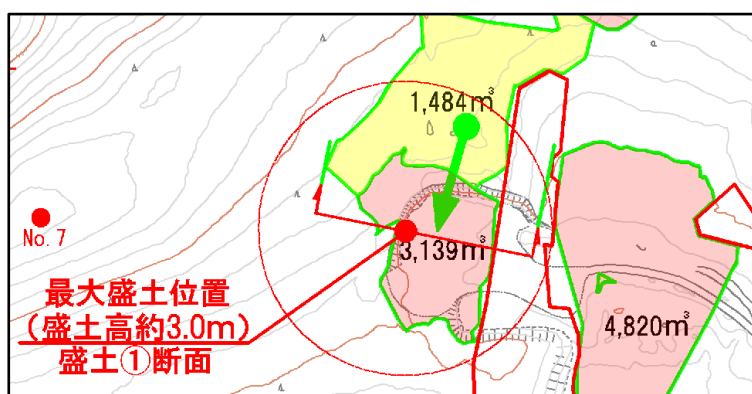 1,484m³
No. 7
3,139m³
最大盛土位置
(盛土高約3.0m)
盛土①断面
4,820m³